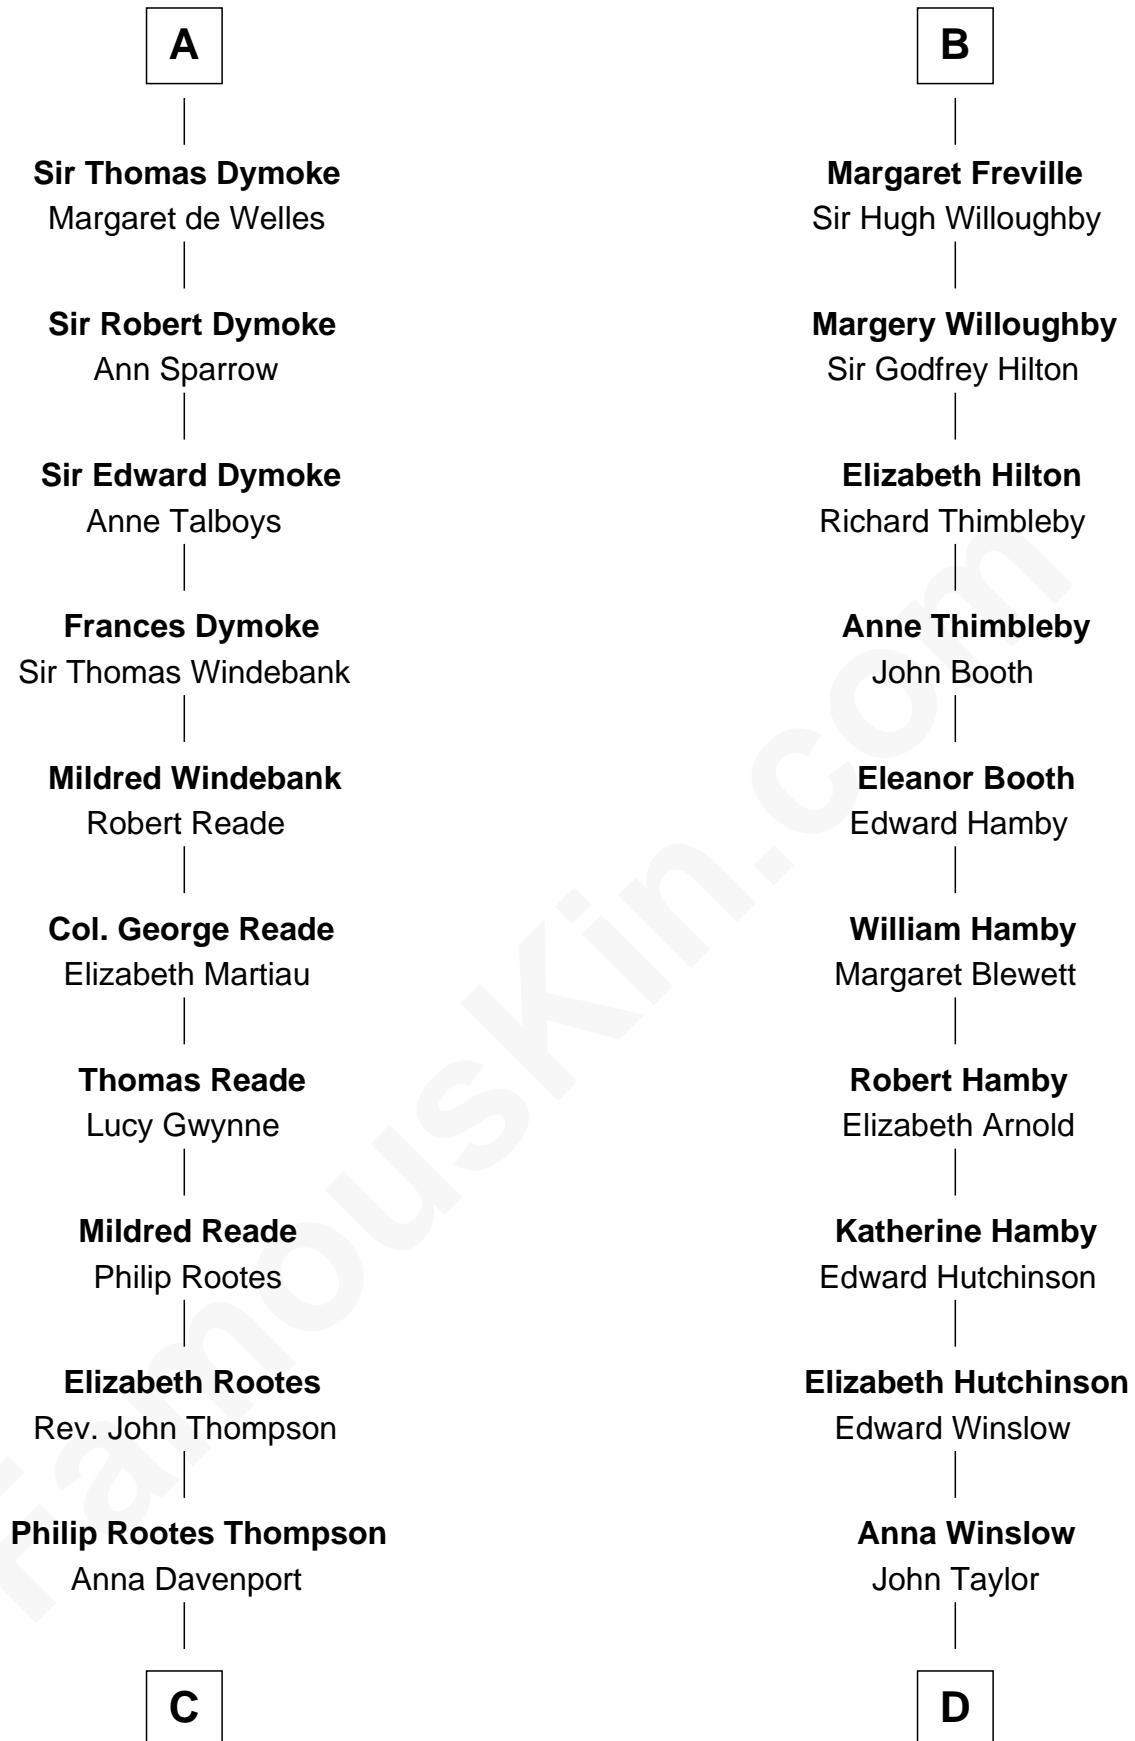 A
Sir Thomas Dymoke
Margaret de Welles
Sir Robert Dymoke
Ann Sparrow
Sir Edward Dymoke
Anne Talboys
Frances Dymoke
Sir Thomas Windebank
Mildred Windebank
Robert Reade
Col. George Reade
Elizabeth Martiau
Thomas Reade
Lucy Gwynne
Mildred Reade
Philip Rootes
Elizabeth Rootes
Rev. John Thompson
Philip Rootes Thompson
Anna Davenport
C
B
Margaret Freville
Sir Hugh Willoughby
Margery Willoughby
Sir Godfrey Hilton
Elizabeth Hilton
Richard Thimbleby
Anne Thimbleby
John Booth
Eleanor Booth
Edward Hamby
William Hamby
Margaret Blewett
Robert Hamby
Elizabeth Arnold
Katherine Hamby
Edward Hutchinson
Elizabeth Hutchinson
Edward Winslow
Anna Winslow
John Taylor
D
FamousKin.com